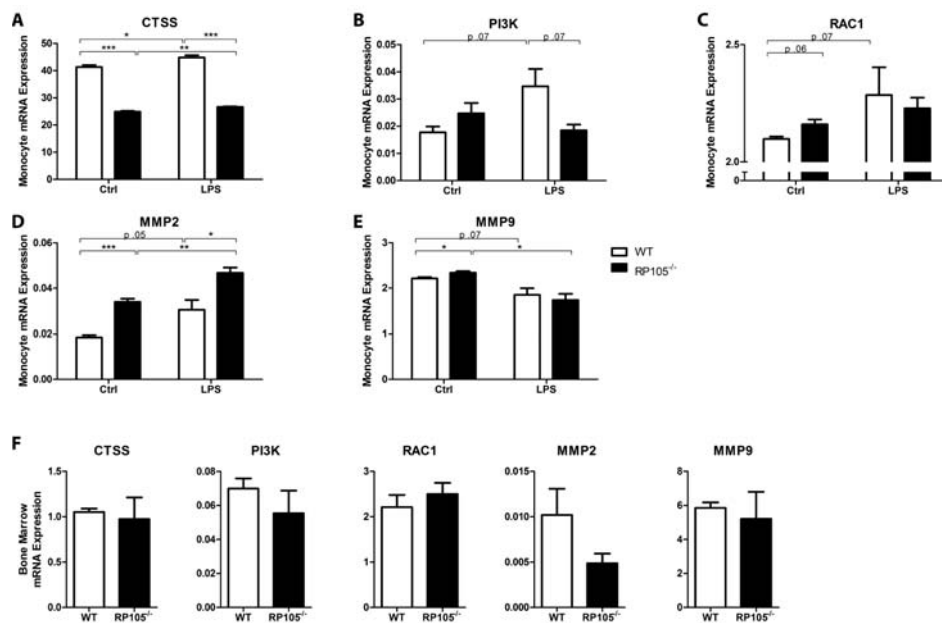 A
CTSS
* ***
*** **
Monocyte mRNA Expression
50
40
30
20
10
0
Ctrl LPS
B
PI3K
p .07 p .07
Monocyte mRNA Expression
0.05
0.04
0.03
0.02
0.01
0.00
Ctrl LPS
C
RAC1
p .07
p .06
Monocyte mRNA Expression
2.5
2.0
0
Ctrl LPS
D
MMP2
p .05 *
*** **
Monocyte mRNA Expression
0.06
0.04
0.02
0.00
Ctrl LPS
E
MMP9
p .07
* *
Monocyte mRNA Expression
3
2
1
0
Ctrl LPS
WT
RP105-/-
F
CTSS
Bone Marrow
mRNA Expression
1.5
1.0
0.5
0.0
WT RP105-/-
PI3K
0.08
0.06
0.04
0.02
0.00
WT RP105-/-
RAC1
3
2
1
0
WT RP105-/-
MMP2
0.015
0.010
0.005
0.000
WT RP105-/-
MMP9
8
6
4
2
0
WT RP105-/-